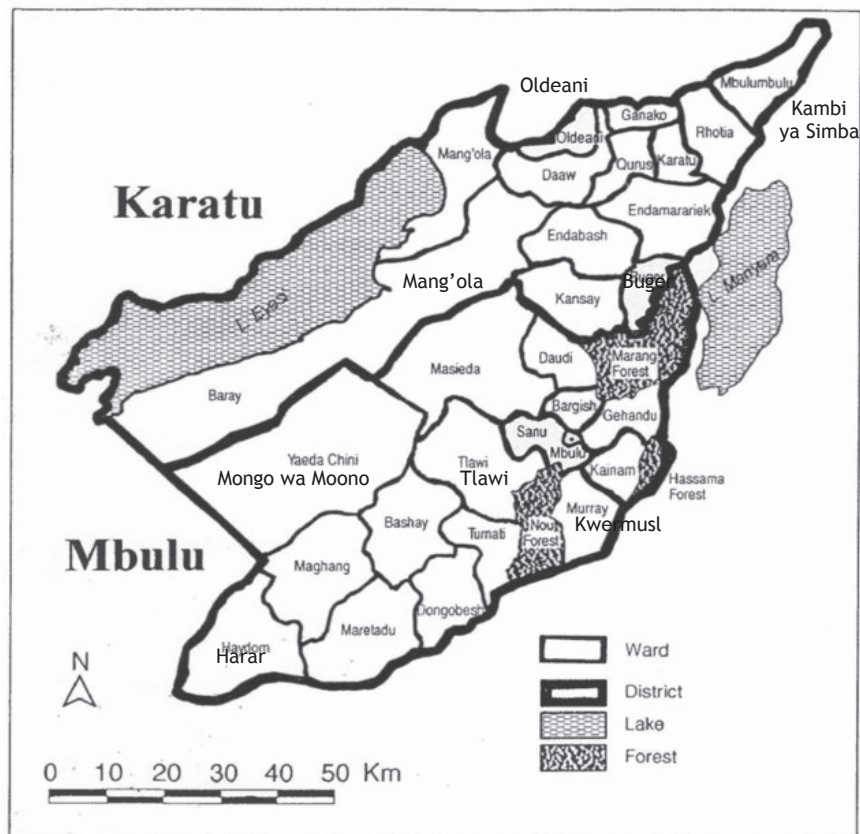 Oldeani
Mbulumbulu
Kambi
ya Simba
Ganako
Oldeani
Rhotia
Mang'ola
Qurus
Karatu
Daaw
Karatu
Endamarariek
Endabash
Buger
Buger
L. Manyara
Mang'ola
Kansay
L. Eyasi
Daudi
Marang
Forest
Masieda
Baray
Bargish
Gehandu
Sanu
Mbulu
Yaeda Chini
Mongo wa Moono
Tlawi
Tlawi
Kainam
Hassama
Forest
Murray
Kwermusl
Bashay
Tumati
Nou
Forest
Mbulu
Maghang
Dongobesh
Maretadu
Haydom
Harar
N
Ward
District
Lake
Forest
0 10 20 30 40 50 Km